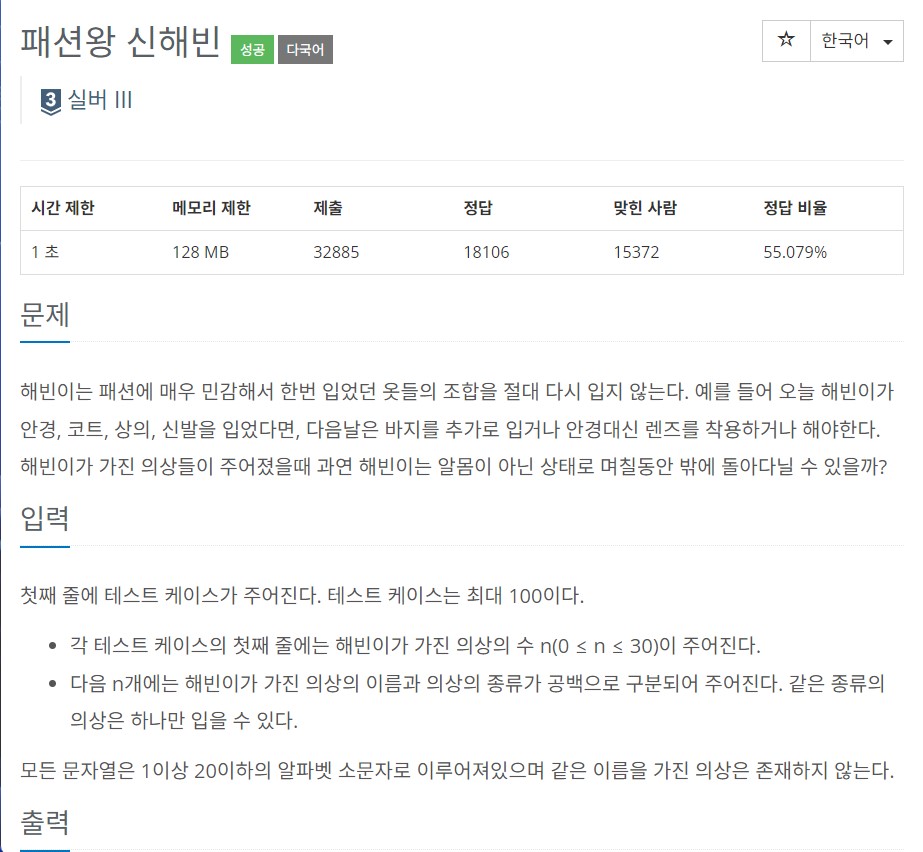 패션왕 신해빈 성공 다국어
☆ 한국어
3 실버 III
시간 제한 메모리 제한 제출 정답 맞힌 사람 정답 비율
1 초 128 MB 32885 18106 15372 55.079%
문제
해빈이는 패션에 매우 민감해서 한번 입었던 옷들의 조합을 절대 다시 입지 않는다. 예를 들어 오늘 해빈이가
안경, 코트, 상의, 신발을 입었다면, 다음날은 바지를 추가로 입거나 안경대신 렌즈를 착용하거나 해야한다.
해빈이가 가진 의상들이 주어졌을때 과연 해빈이는 알몸이 아닌 상태로 며칠동안 밖에 돌아다닐 수 있을까?
입력
첫째 줄에 테스트 케이스가 주어진다. 테스트 케이스는 최대 100이다.
• 각 테스트 케이스의 첫째 줄에는 해빈이가 가진 의상의 수 n(0 ≤ n ≤ 30)이 주어진다.
• 다음 n개에는 해빈이가 가진 의상의 이름과 의상의 종류가 공백으로 구분되어 주어진다. 같은 종류의
의상은 하나만 입을 수 있다.
모든 문자열은 1이상 20이하의 알파벳 소문자로 이루어져있으며 같은 이름을 가진 의상은 존재하지 않는다.
출력